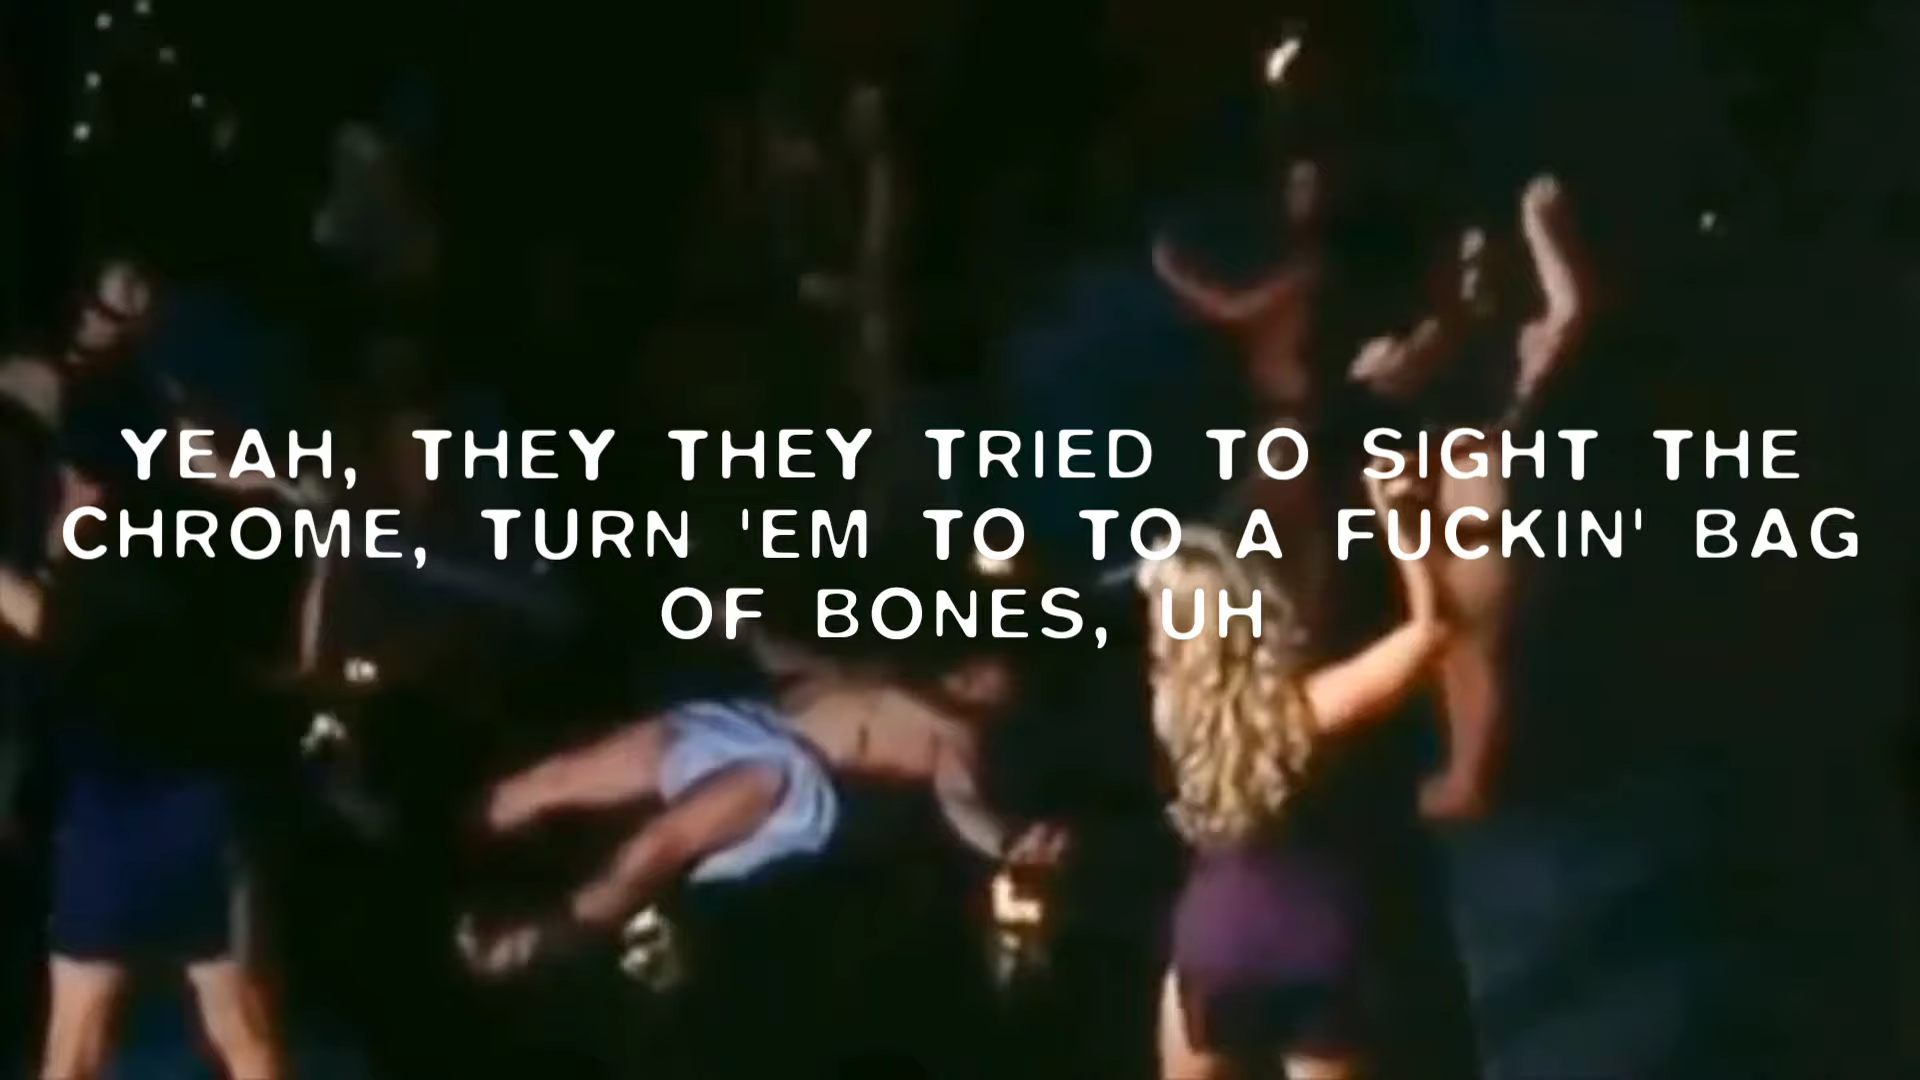 YEAH, THEY THEY TRIED TO SIGHT THE
CHROME, TURN 'EM TO TO A FUCKIN' BAG
OF BONES, UH